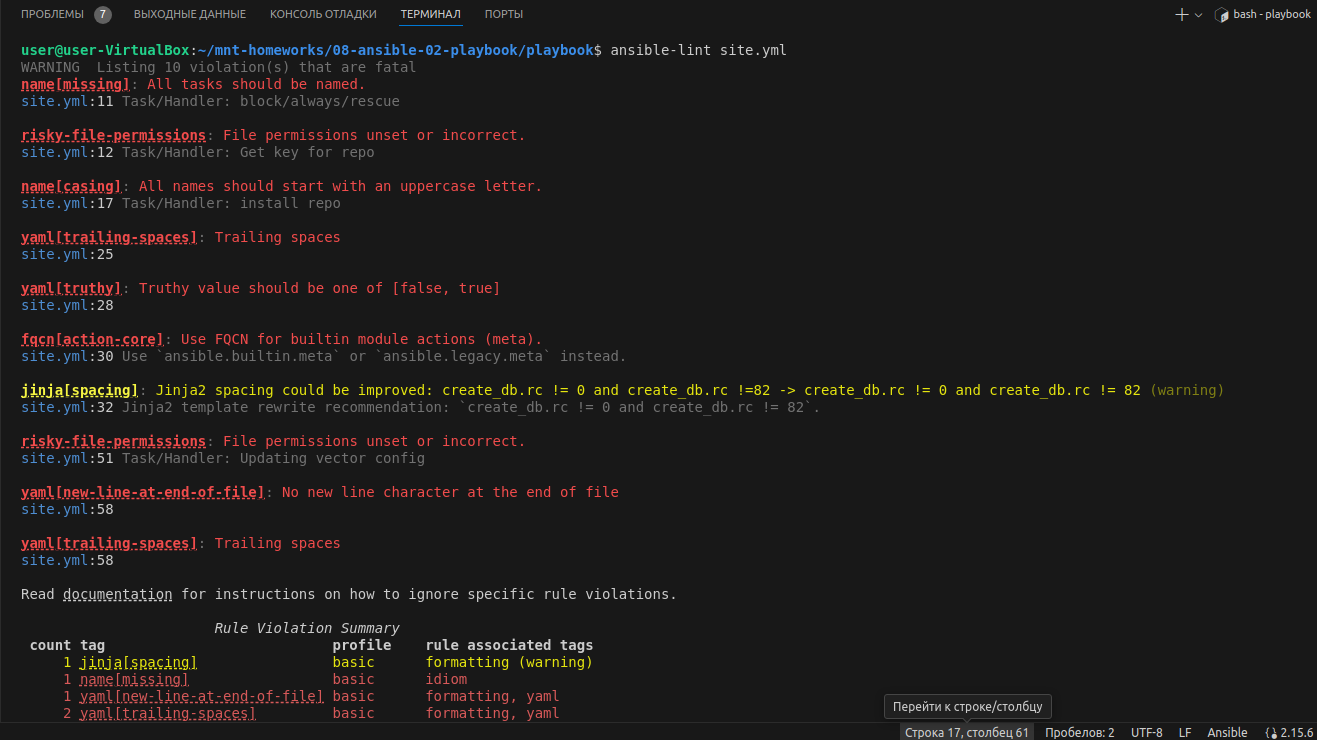 ПРОБЛЕМЫ 7 ВЫХОДНЫЕ ДАННЫЕ КОНСОЛЬ ОТЛАДКИ ТЕРМИНАЛ ПОРТЫ bash - playbook
user@user-VirtualBox:~/mnt-homeworks/08-ansible-02-playbook/playbook$ ansible-lint site.yml
WARNING  Listing 10 violation(s) that are fatal
name[missing]: All tasks should be named.
site.yml:11 Task/Handler: block/always/rescue
risky-file-permissions: File permissions unset or incorrect.
site.yml:12 Task/Handler: Get key for repo
name[casing]: All names should start with an uppercase letter.
site.yml:17 Task/Handler: install repo
yaml[trailing-spaces]: Trailing spaces
site.yml:25
yaml[truthy]: Truthy value should be one of [false, true]
site.yml:28
fqcn[action-core]: Use FQCN for builtin module actions (meta).
site.yml:30 Use `ansible.builtin.meta` or `ansible.legacy.meta` instead.
jinja[spacing]: Jinja2 spacing could be improved: create_db.rc != 0 and create_db.rc !=82 -> create_db.rc != 0 and create_db.rc != 82 (warning)
site.yml:32 Jinja2 template rewrite recommendation: `create_db.rc != 0 and create_db.rc != 82`.
risky-file-permissions: File permissions unset or incorrect.
site.yml:51 Task/Handler: Updating vector config
yaml[new-line-at-end-of-file]: No new line character at the end of file
site.yml:58
yaml[trailing-spaces]: Trailing spaces
site.yml:58
Read documentation for instructions on how to ignore specific rule violations.
Rule Violation Summary
count tag profile rule associated tags
1 jinja[spacing] basic formatting (warning)
1 name[missing] basic idiom
1 yaml[new-line-at-end-of-file] basic formatting, yaml
2 yaml[trailing-spaces] basic formatting, yaml
Перейти к строке/столбцу
Строка 17, столбец 61 Пробелов: 2 UTF-8 LF Ansible 2.15.6